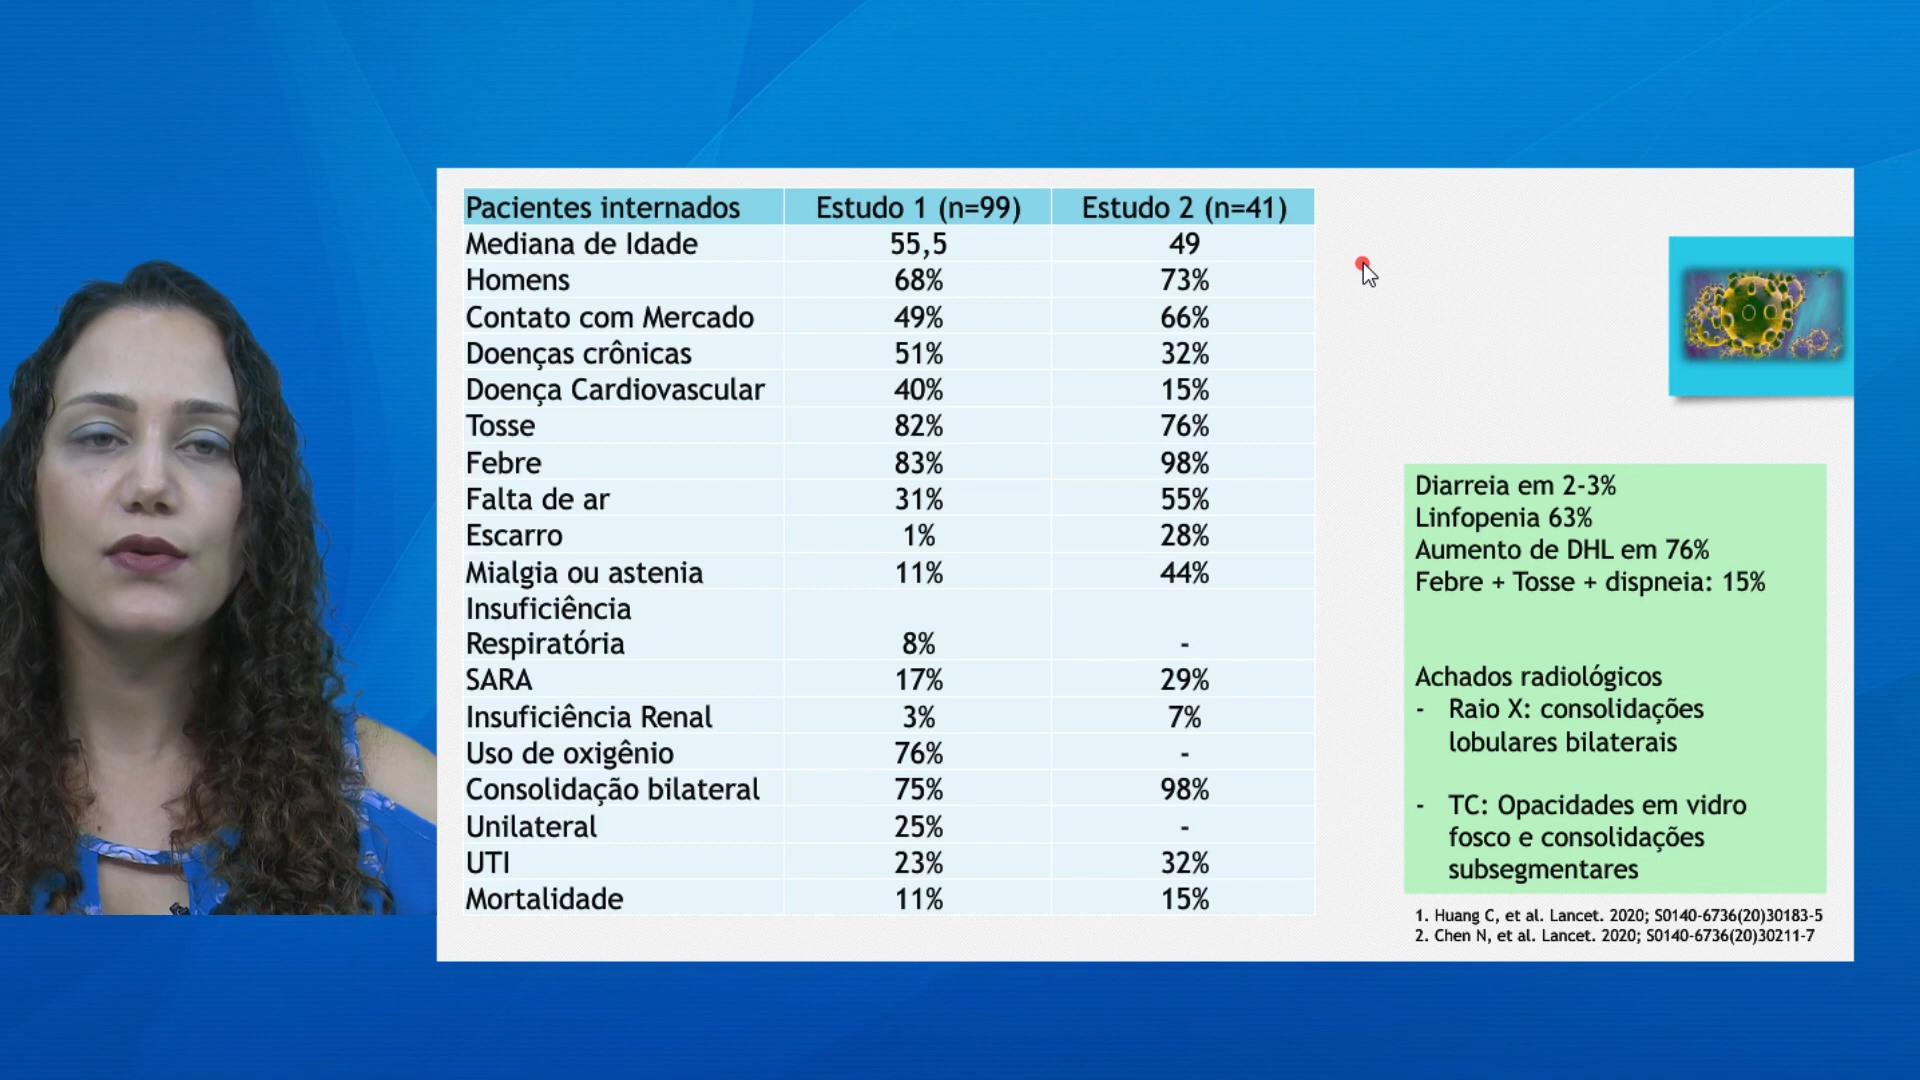 Pacientes internados Estudo 1 (n=99) Estudo 2 (n=41)
Mediana de Idade 55,5 49
Homens 68% 73%
Contato com Mercado 49% 66%
Doenças crônicas 51% 32%
Doença Cardiovascular 40% 15%
Tosse 82% 76%
Febre 83% 98%
Falta de ar 31% 55%
Escarro 1% 28%
Mialgia ou astenia 11% 44%
Insuficiência
Respiratória 8% -
SARA 17% 29%
Insuficiência Renal 3% 7%
Uso de oxigênio 76% -
Consolidação bilateral 75% 98%
Unilateral 25% -
UTI 23% 32%
Mortalidade 11% 15%
Diarreia em 2-3%
Linfopenia 63%
Aumento de DHL em 76%
Febre + Tosse + dispneia: 15%
Achados radiológicos
- Raio X: consolidações
lobulares bilaterais
- TC: Opacidades em vidro
fosco e consolidações
subsegmentares
1. Huang C, et al. Lancet. 2020; S0140-6736(20)30183-5
2. Chen N, et al. Lancet. 2020; S0140-6736(20)30211-7